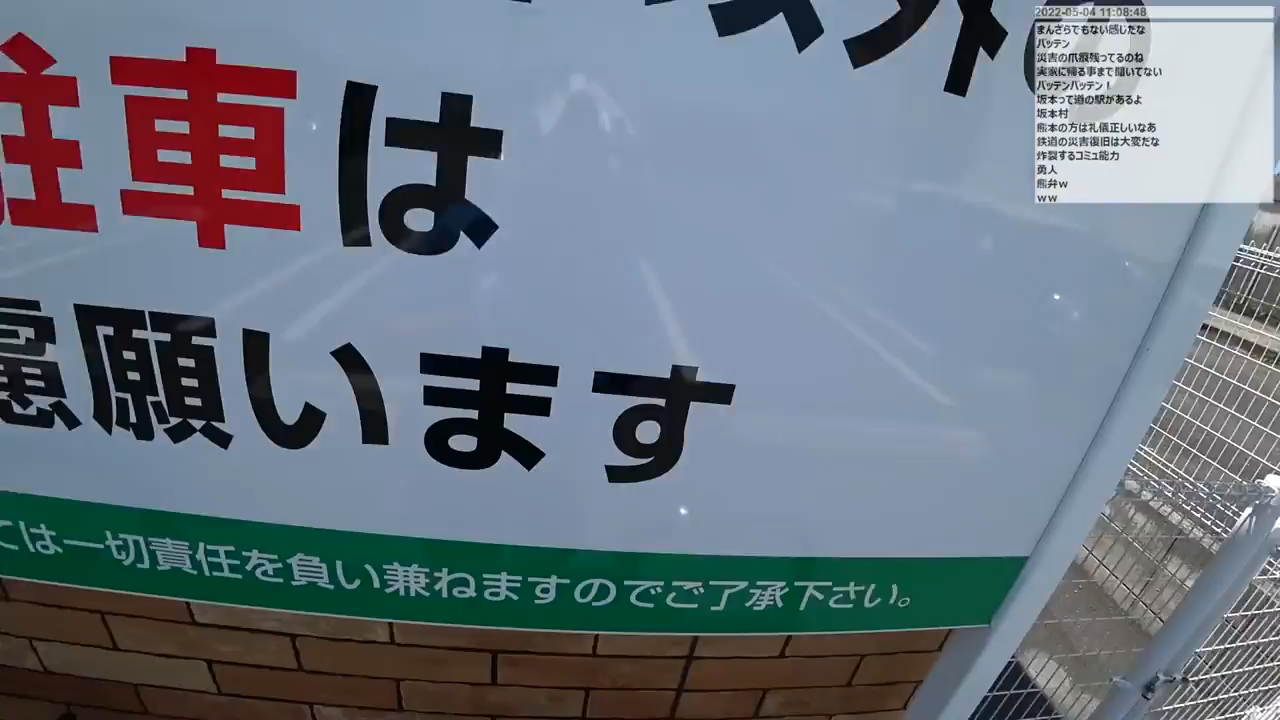 2022-05-04 11:08:48
まんざらでもない感じだな
バッテン
災害の爪痕残ってるのね
実家に帰る事まで聞いてない
バッテンバッテン！
坂本って道の駅があるよ
坂本村
熊本の方は礼儀正しいなあ
鉄道の災害復旧は大変だな
炸裂するコミュ能力
勇人
熊弁w
ww
駐車は
慮願います
ては一切責任を負い兼ねますのでご了承下さい。